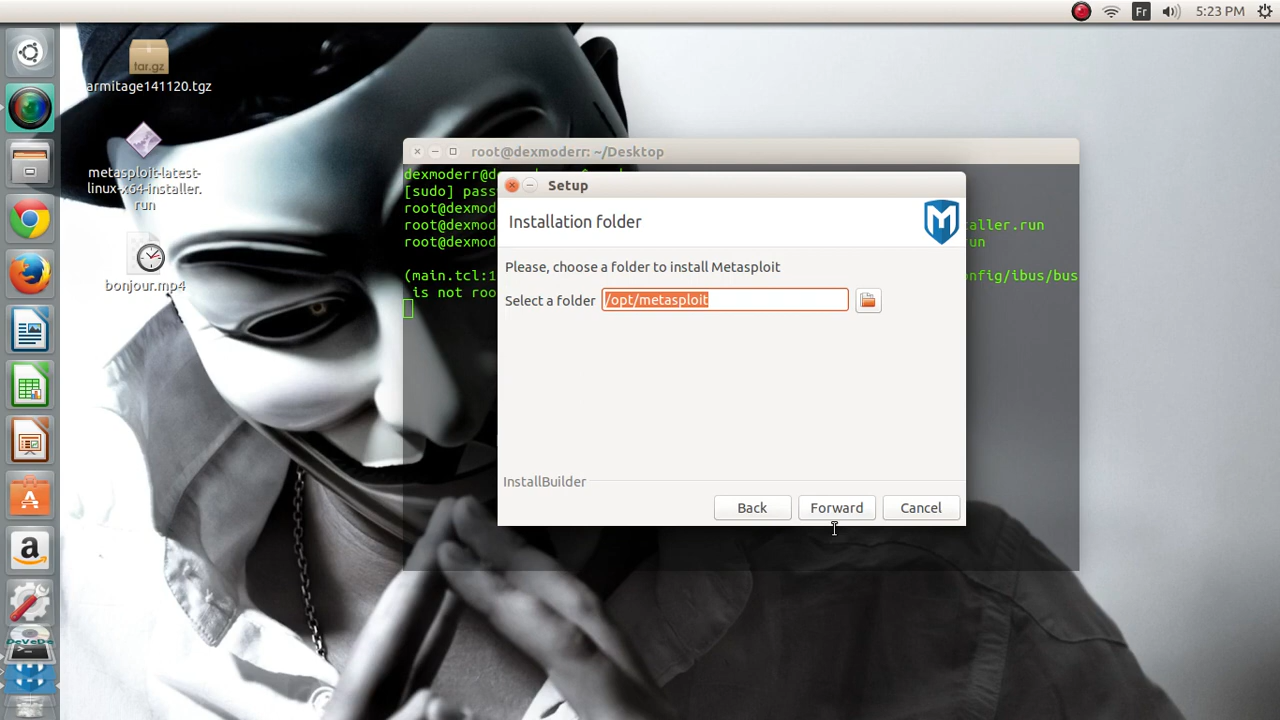 Fr
5:23 PM
tar.gz
armitage141120.tgz
metasploit-latest-
linux-x64-installer.
run
bonjour.mp4
root@dexmoderr: ~/Desktop
dexmoderr@d
[sudo] pass
root@dexmod
root@dexmod
aller.run
root@dexmod
run
(main.tcl:1
nfig/ibus/bus
is not roo
Setup
Installation folder
Please, choose a folder to install Metasploit
Select a folder
/opt/metasploit
InstallBuilder
Back
Forward
Cancel
DeVeDe